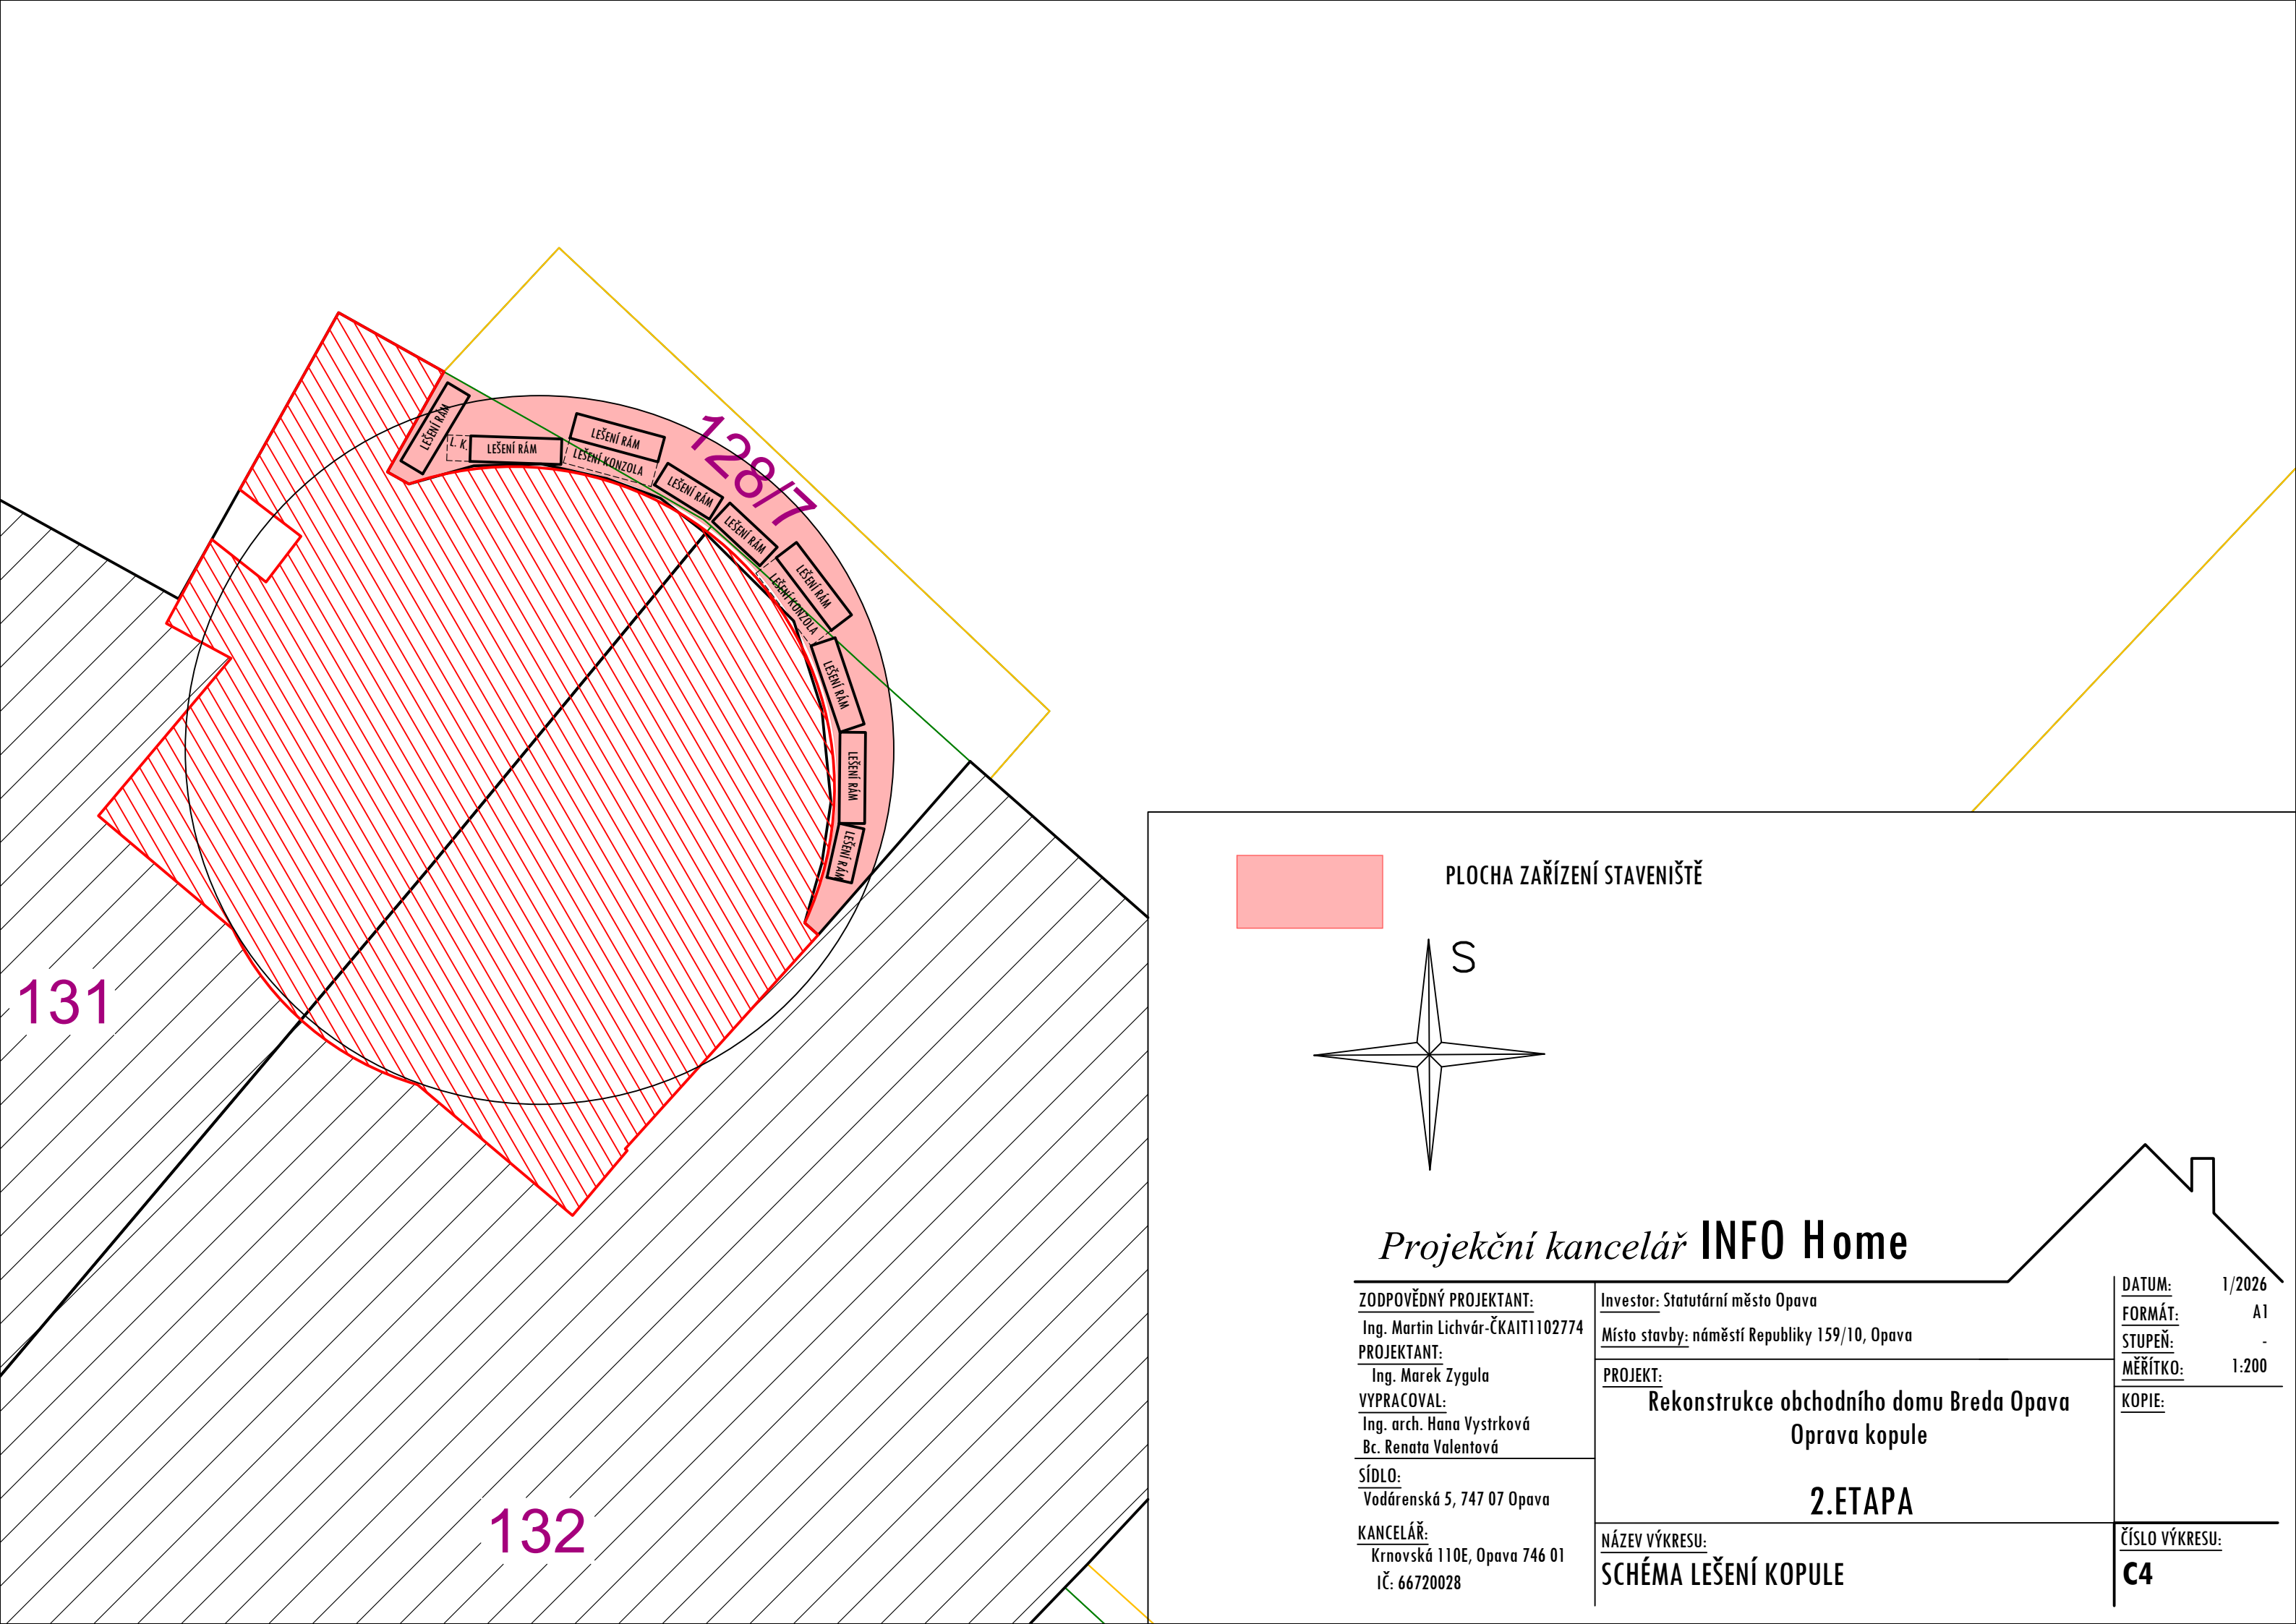 LEŠENÍ RÁM
L. K.
LEŠENÍ RÁM
LEŠENÍ RÁM
LEŠENÍ KONZOLA
LEŠENÍ RÁM
LEŠENÍ RÁM
LEŠENÍ RÁM
LEŠENÍ KONZOLA
LEŠENÍ RÁM
LEŠENÍ RÁM
LEŠENÍ RÁM
128/7
131
132
PLOCHA ZAŘÍZENÍ STAVENIŠTĚ
S
Projekční kancelář INFO Home
ZODPOVĚDNÝ PROJEKTANT:
Ing. Martin Lichvár-ČKAIT1102774
PROJEKTANT:
Ing. Marek Zygula
VYPRACOVAL:
Ing. arch. Hana Vystrková
Bc. Renata Valentová
SÍDLO:
Vodárenská 5, 747 07 Opava
KANCELÁŘ:
Krnovská 110E, Opava 746 01
IČ: 66720028
Investor: Statutární město Opava
Místo stavby: náměstí Republiky 159/10, Opava
PROJEKT:
Rekonstrukce obchodního domu Breda Opava
Oprava kopule
2.ETAPA
NÁZEV VÝKRESU:
SCHÉMA LEŠENÍ KOPULE
DATUM: 1/2026
FORMÁT: A1
STUPEŇ: -
MĚŘÍTKO: 1:200
KOPIE:
ČÍSLO VÝKRESU:
C4